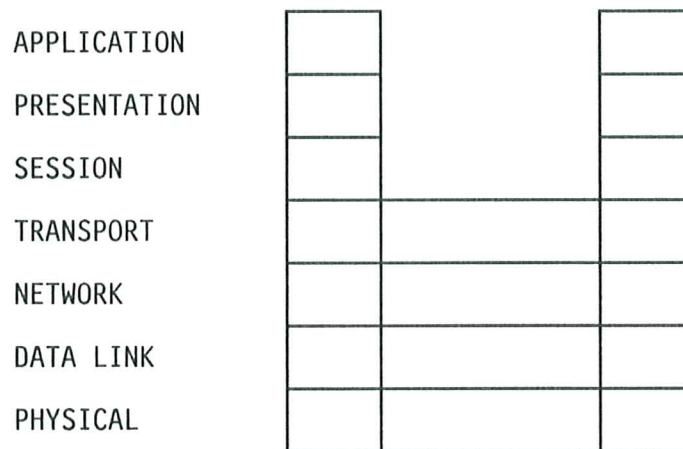 APPLICATION
PRESENTATION
SESSION
TRANSPORT
NETWORK
DATA LINK
PHYSICAL